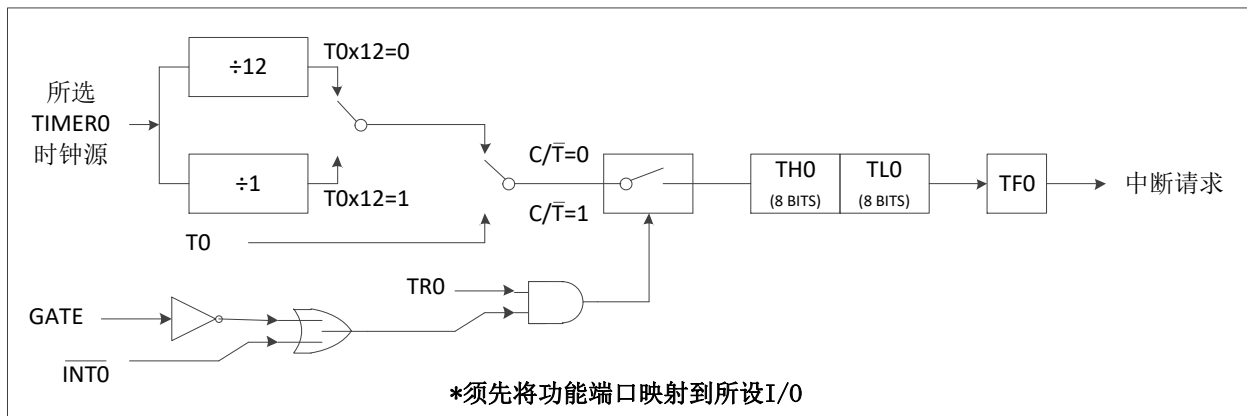 ÷12
T0x12=0
所选
TIMER0
时钟源
÷1
T0x12=1
C/T̅=0
C/T̅=1
TH0
(8 BITS)
TL0
(8 BITS)
TF0
中断请求
T0
TR0
GATE
I̅N̅T̅0̅
*须先将功能端口映射到所设I/0